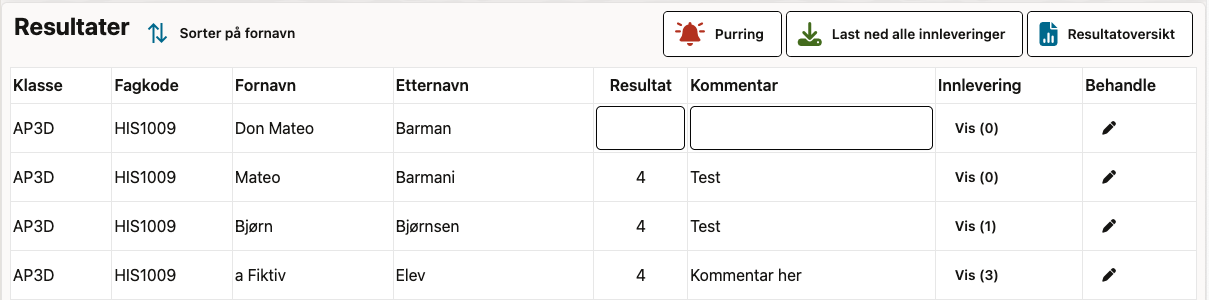 Resultater Sorter på fornavn Purring Last ned alle innleveringer Resultatoversikt
Klasse Fagkode Fornavn Etternavn Resultat Kommentar Innlevering Behandle
AP3D HIS1009 Don Mateo Barman Vis (0)
AP3D HIS1009 Mateo Barmani 4 Test Vis (0)
AP3D HIS1009 Bjørn Bjørnsen 4 Test Vis (1)
AP3D HIS1009 a Fiktiv Elev 4 Kommentar her Vis (3)